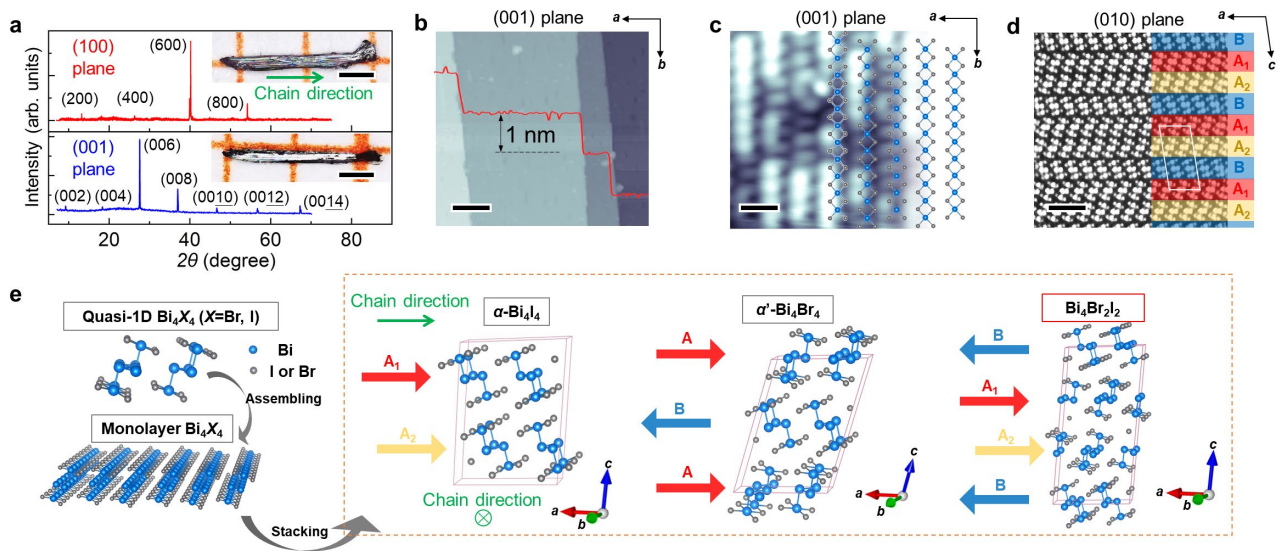 a
Intensity (arb. units)
(100)
plane
(200)
(400)
(600)
(800)
Chain direction
(001)
plane
(002)
(004)
(006)
(008)
(0010)
(0012)
(0014)
20
40
60
80
2θ (degree)
b
(001) plane
a
b
1 nm
c
(001) plane
a
b
d
(010) plane
a
c
B
A1
A2
B
A1
A2
B
A1
A2
e
Quasi-1D Bi4X4 (X=Br, I)
Bi
I or Br
Assembling
Monolayer Bi4X4
Stacking
Chain direction
α-Bi4I4
A1
A2
Chain direction
c
a
b
α'-Bi4Br4
A
B
A
c
a
b
Bi4Br2I2
B
A1
A2
B
c
a
b